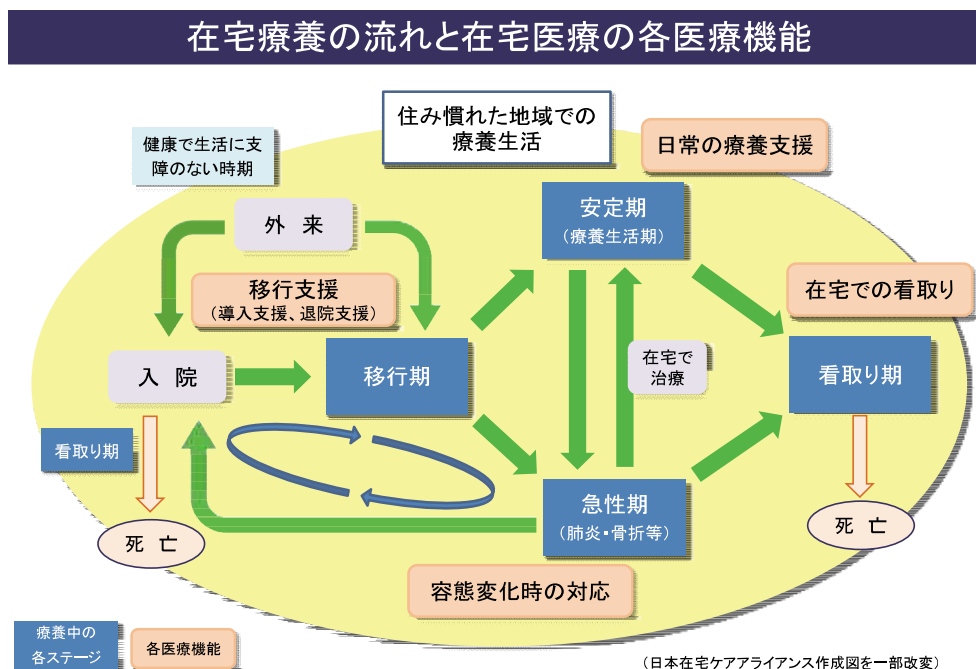 在宅療養の流れと在宅医療の各医療機能
住み慣れた地域での
療養生活
健康で生活に支
障のない時期
日常の療養支援
外 来
安定期
（療養生活期）
移行支援
（導入支援、退院支援）
在宅での看取り
入 院
移行期
在宅で
治療
看取り期
看取り期
急性期
（肺炎・骨折等）
死 亡
死 亡
容態変化時の対応
療養中の
各ステージ
各医療機能
（日本在宅ケアアライアンス作成図を一部改変）